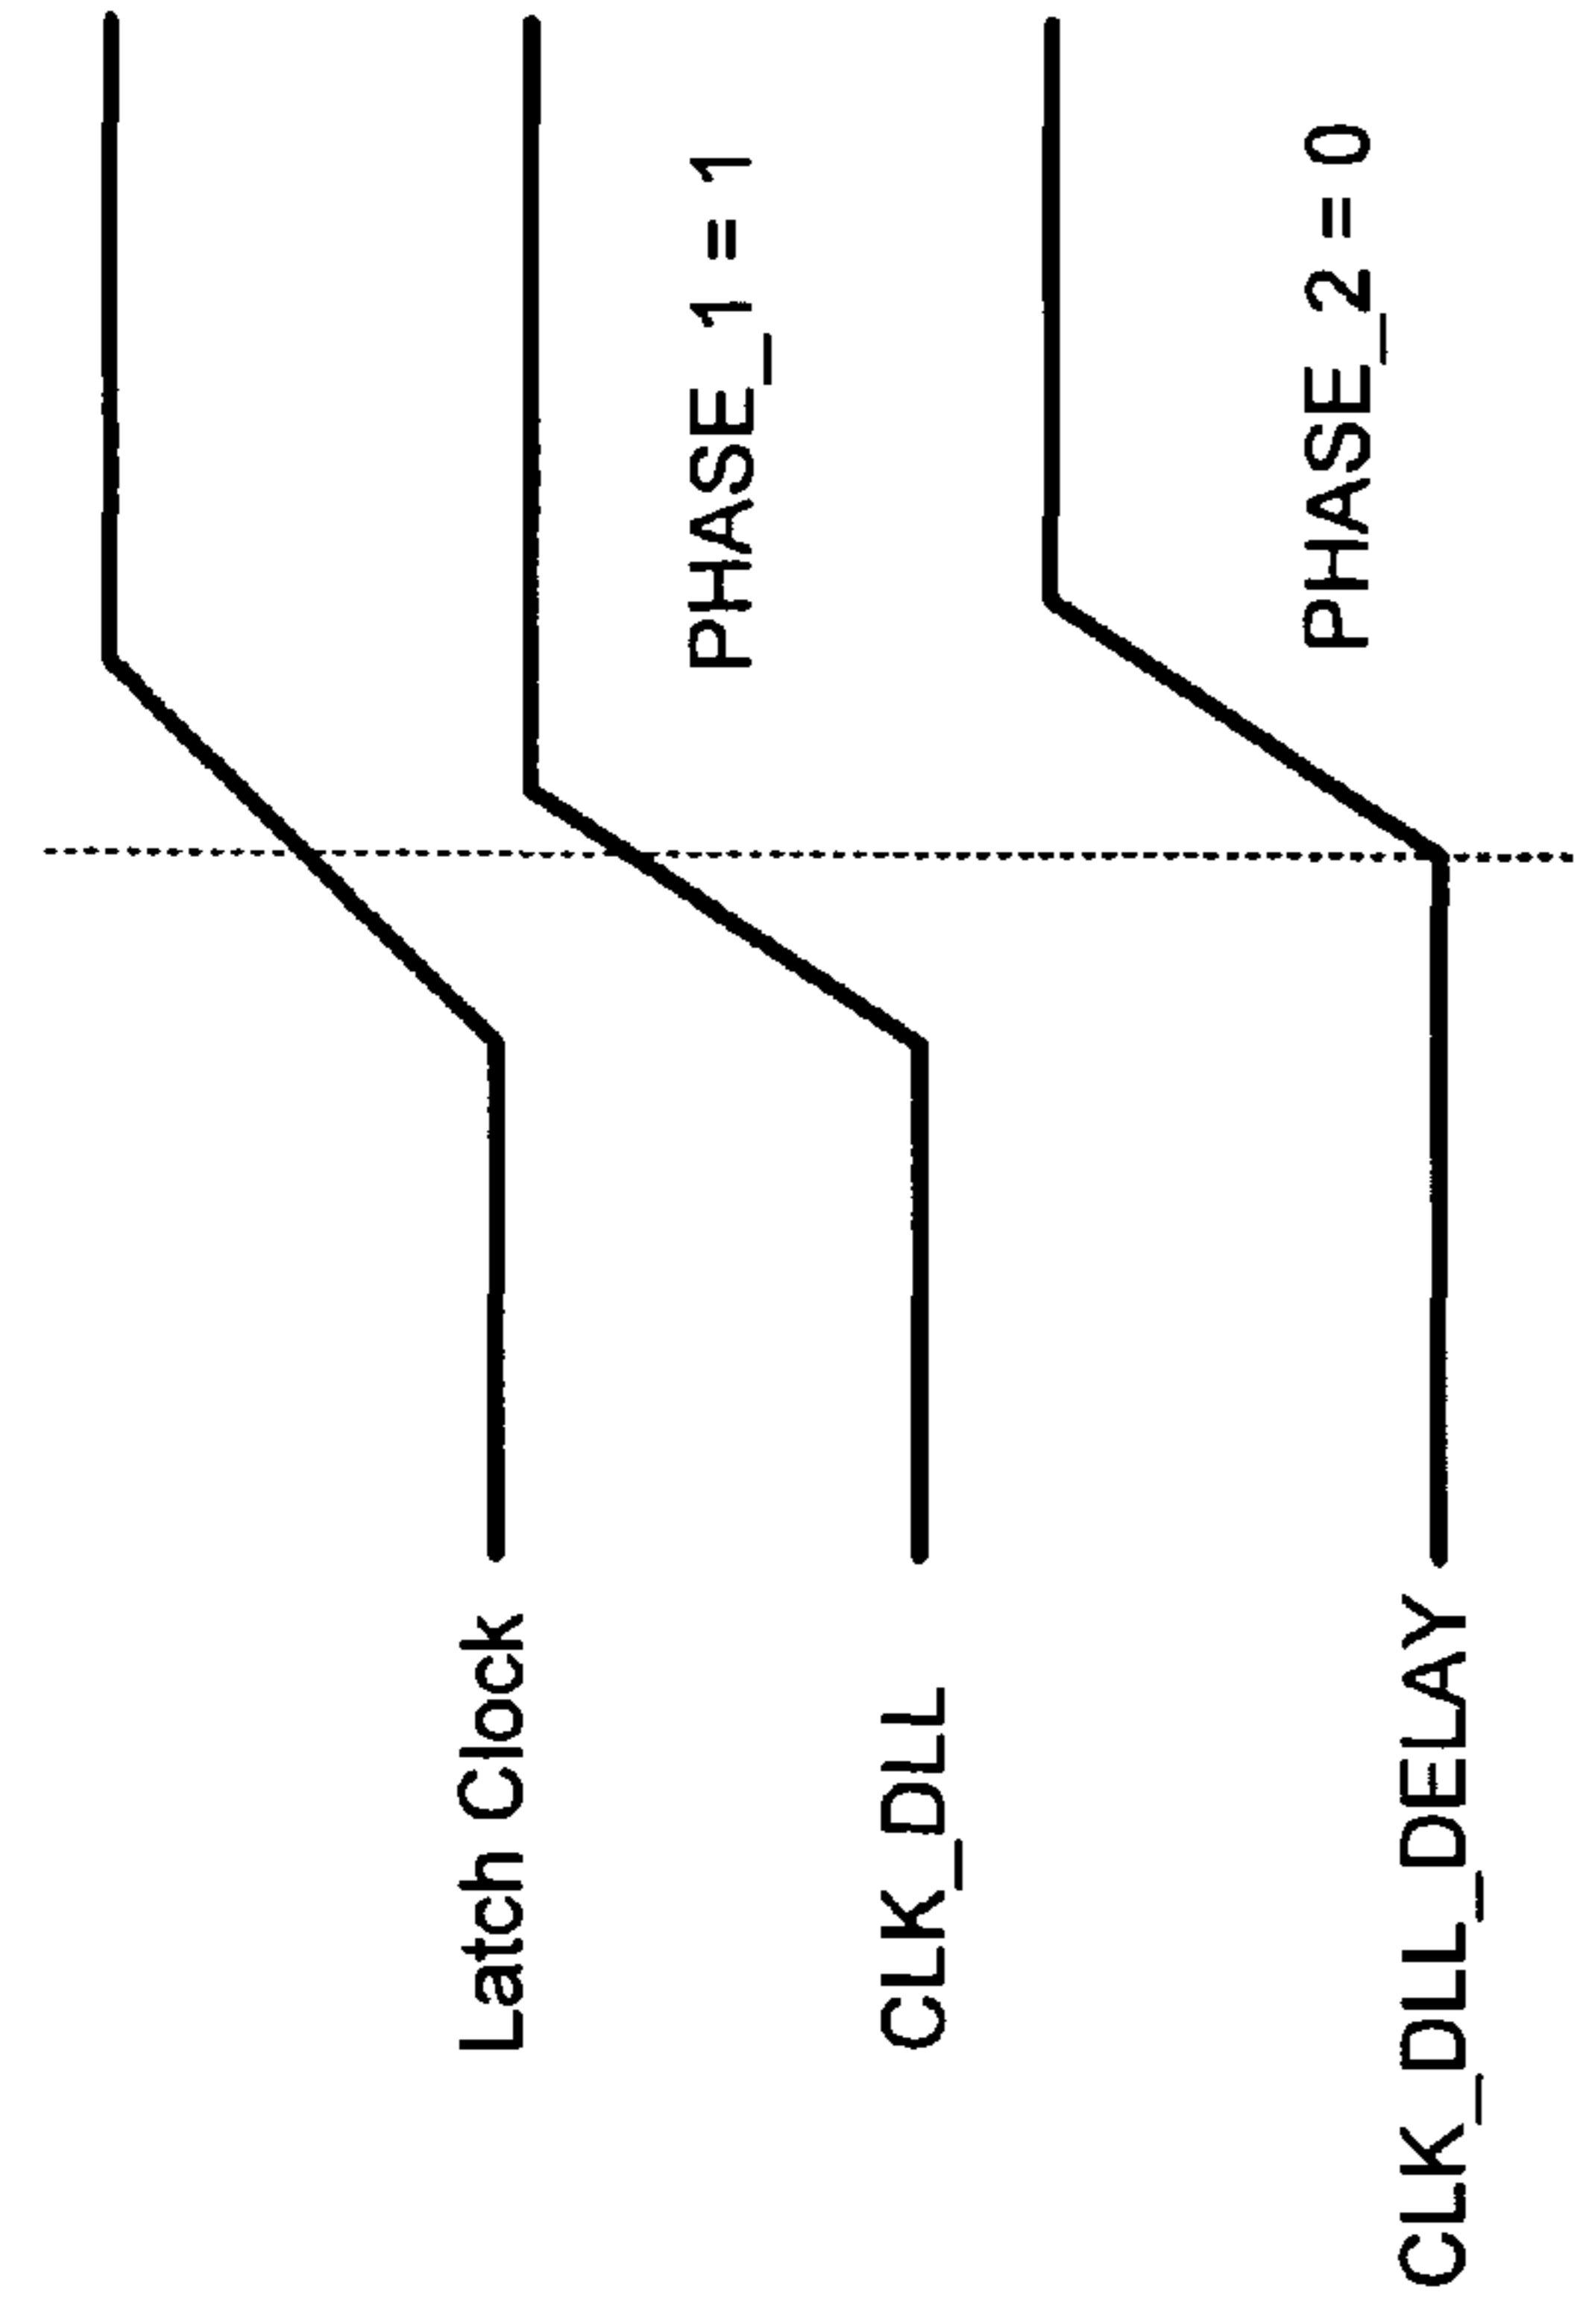 Latch Clock
CLK_DLL
PHASE_1 = 1
CLK_DLL_DELAY
PHASE_2 = 0